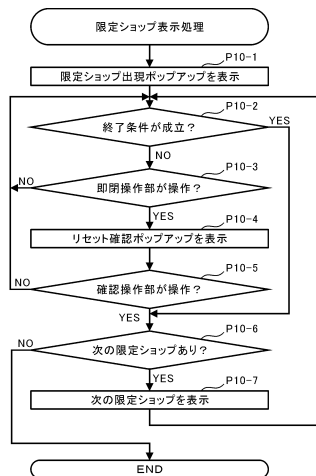 限定ショップ表示処理
P10-1
限定ショップ出現ポップアップを表示
P10-2
終了条件が成立？
YES
NO
P10-3
即閉操作部が操作？
NO
YES
P10-4
リセット確認ポップアップを表示
P10-5
確認操作部が操作？
NO
YES
P10-6
次の限定ショップあり？
NO
YES
P10-7
次の限定ショップを表示
END